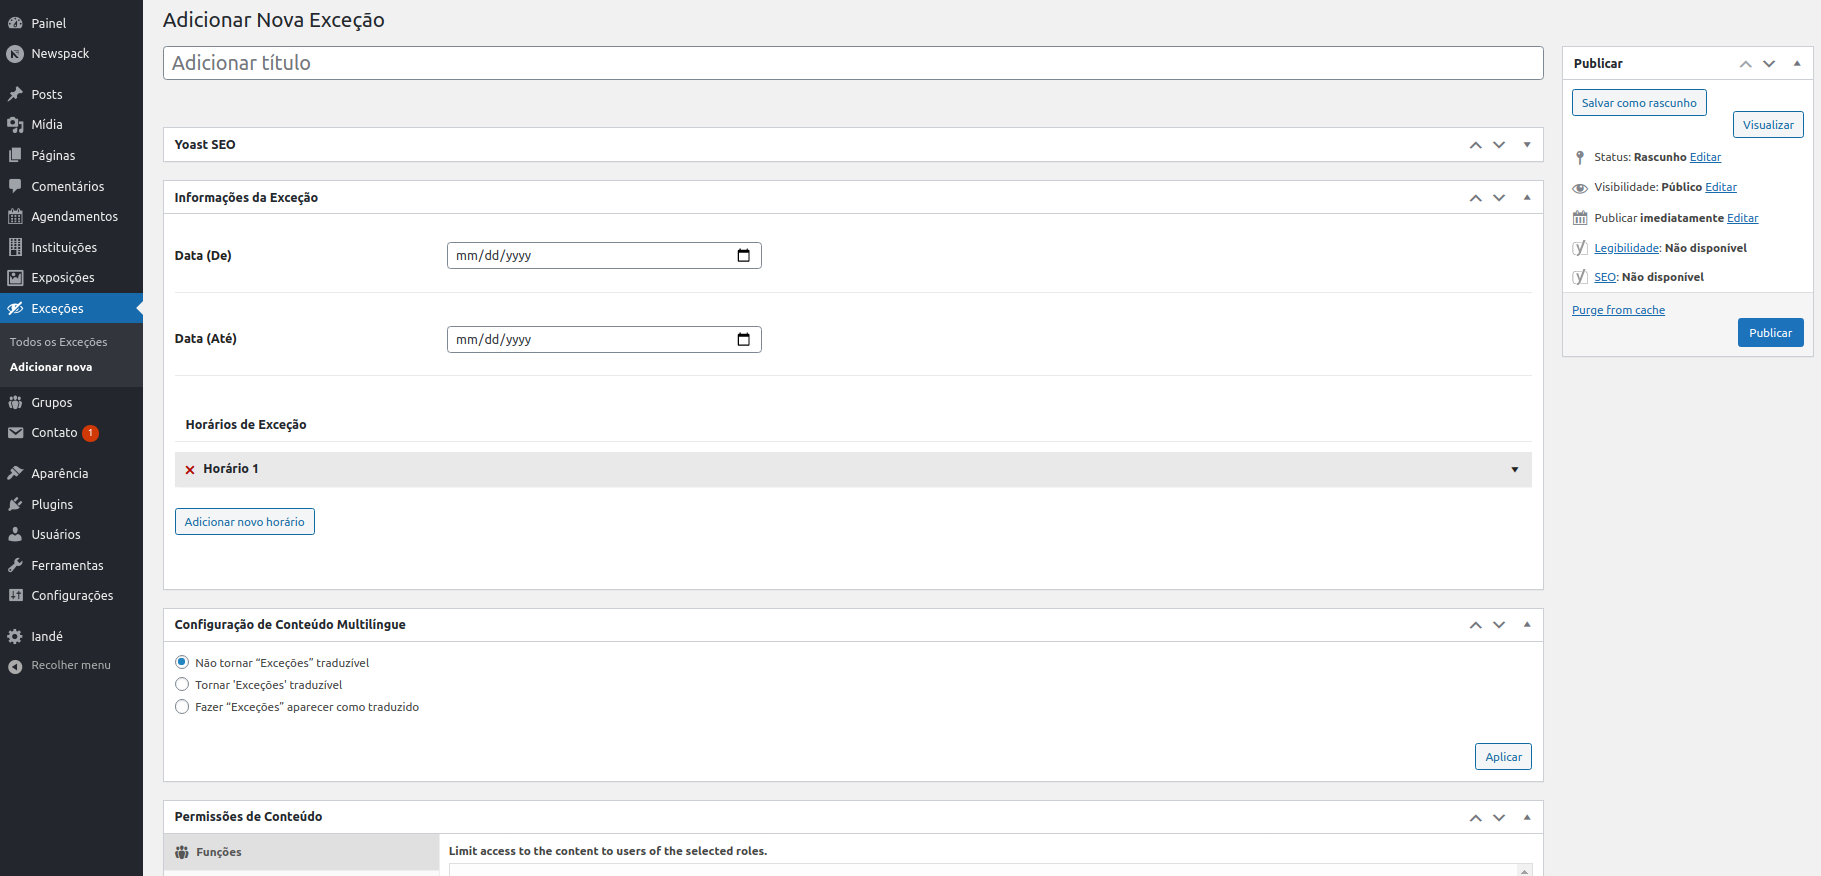 Painel
Newspack
Posts
Mídia
Páginas
Comentários
Agendamentos
Instituições
Exposições
Exceções
Todos os Exceções
Adicionar nova
Grupos
Contato 1
Aparência
Plugins
Usuários
Ferramentas
Configurações
Iandé
Recolher menu
Adicionar Nova Exceção
Adicionar título
Yoast SEO
Informações da Exceção
Data (De)
mm/dd/yyyy
Data (Até)
mm/dd/yyyy
Horários de Exceção
Horário 1
Adicionar novo horário
Configuração de Conteúdo Multilíngue
Não tornar “Exceções” traduzível
Tornar 'Exceções' traduzível
Fazer “Exceções” aparecer como traduzido
Aplicar
Permissões de Conteúdo
Funções
Limit access to the content to users of the selected roles.
Publicar
Salvar como rascunho
Visualizar
Status: Rascunho Editar
Visibilidade: Público Editar
Publicar imediatamente Editar
Legibilidade: Não disponível
SEO: Não disponível
Purge from cache
Publicar